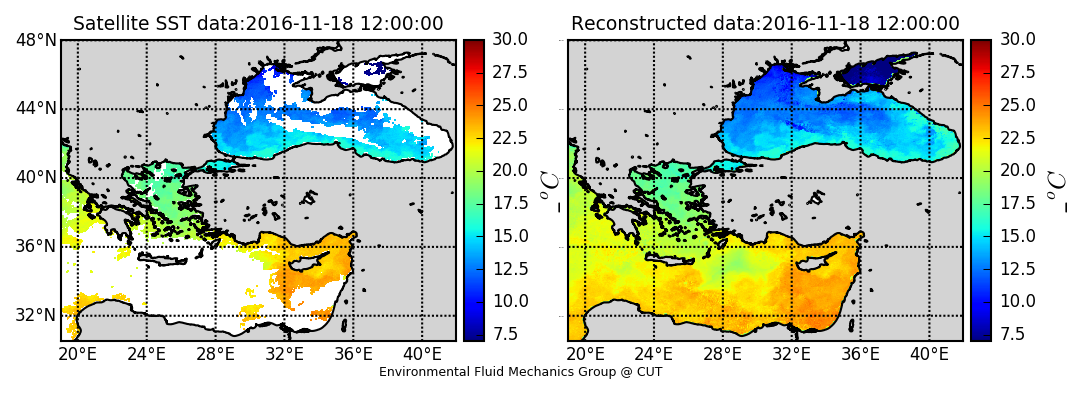 Satellite SST data:2016-11-18 12:00:00
48°N
44°N
40°N
36°N
32°N
20°E 24°E 28°E 32°E 36°E 40°E
30.0
27.5
25.0
22.5
20.0
17.5
15.0
12.5
10.0
7.5
_ °C
Reconstructed data:2016-11-18 12:00:00
20°E 24°E 28°E 32°E 36°E 40°E
30.0
27.5
25.0
22.5
20.0
17.5
15.0
12.5
10.0
7.5
_ °C
Environmental Fluid Mechanics Group @ CUT